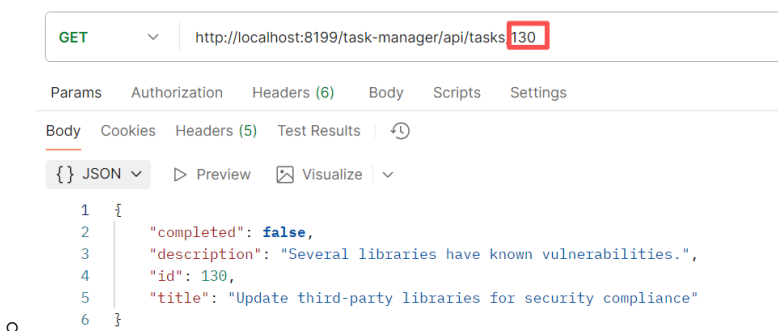 GET http://localhost:8199/task-manager/api/tasks/130
Params Authorization Headers (6) Body Scripts Settings
Body Cookies Headers (5) Test Results
{} JSON Preview Visualize
1 {
2 "completed": false,
3 "description": "Several libraries have known vulnerabilities.",
4 "id": 130,
5 "title": "Update third-party libraries for security compliance"
6 }